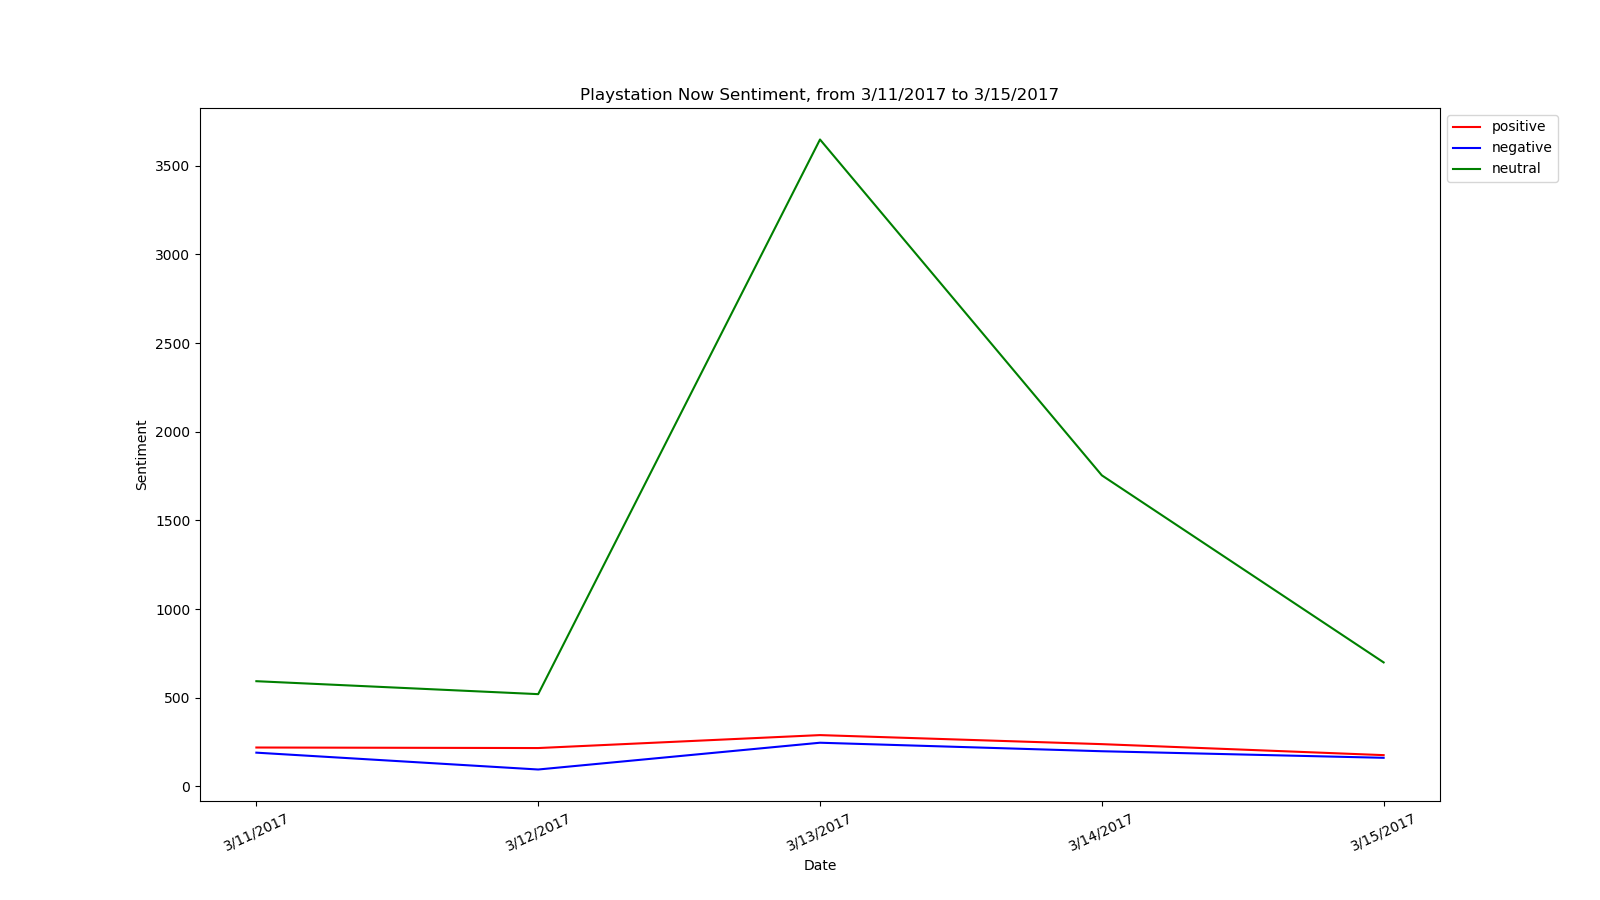 Playstation Now Sentiment, from 3/11/2017 to 3/15/2017
positive
negative
neutral
3500
3000
2500
2000
1500
1000
500
0
Sentiment
3/11/2017
3/12/2017
3/13/2017
3/14/2017
3/15/2017
Date